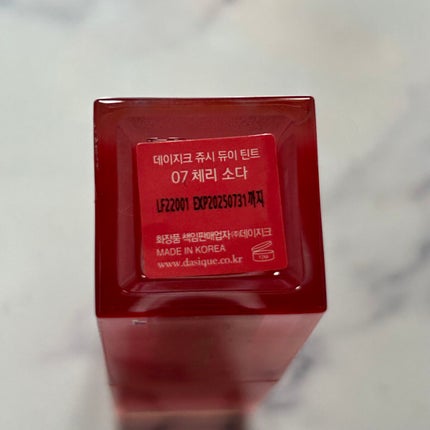 데이지크 쥬시 듀이 틴트
07 체리 소다
LF22001 EXP20250731까지
화장품 책임판매업자 ㈜데이지크
MADE IN KOREA
www.dasique.co.kr